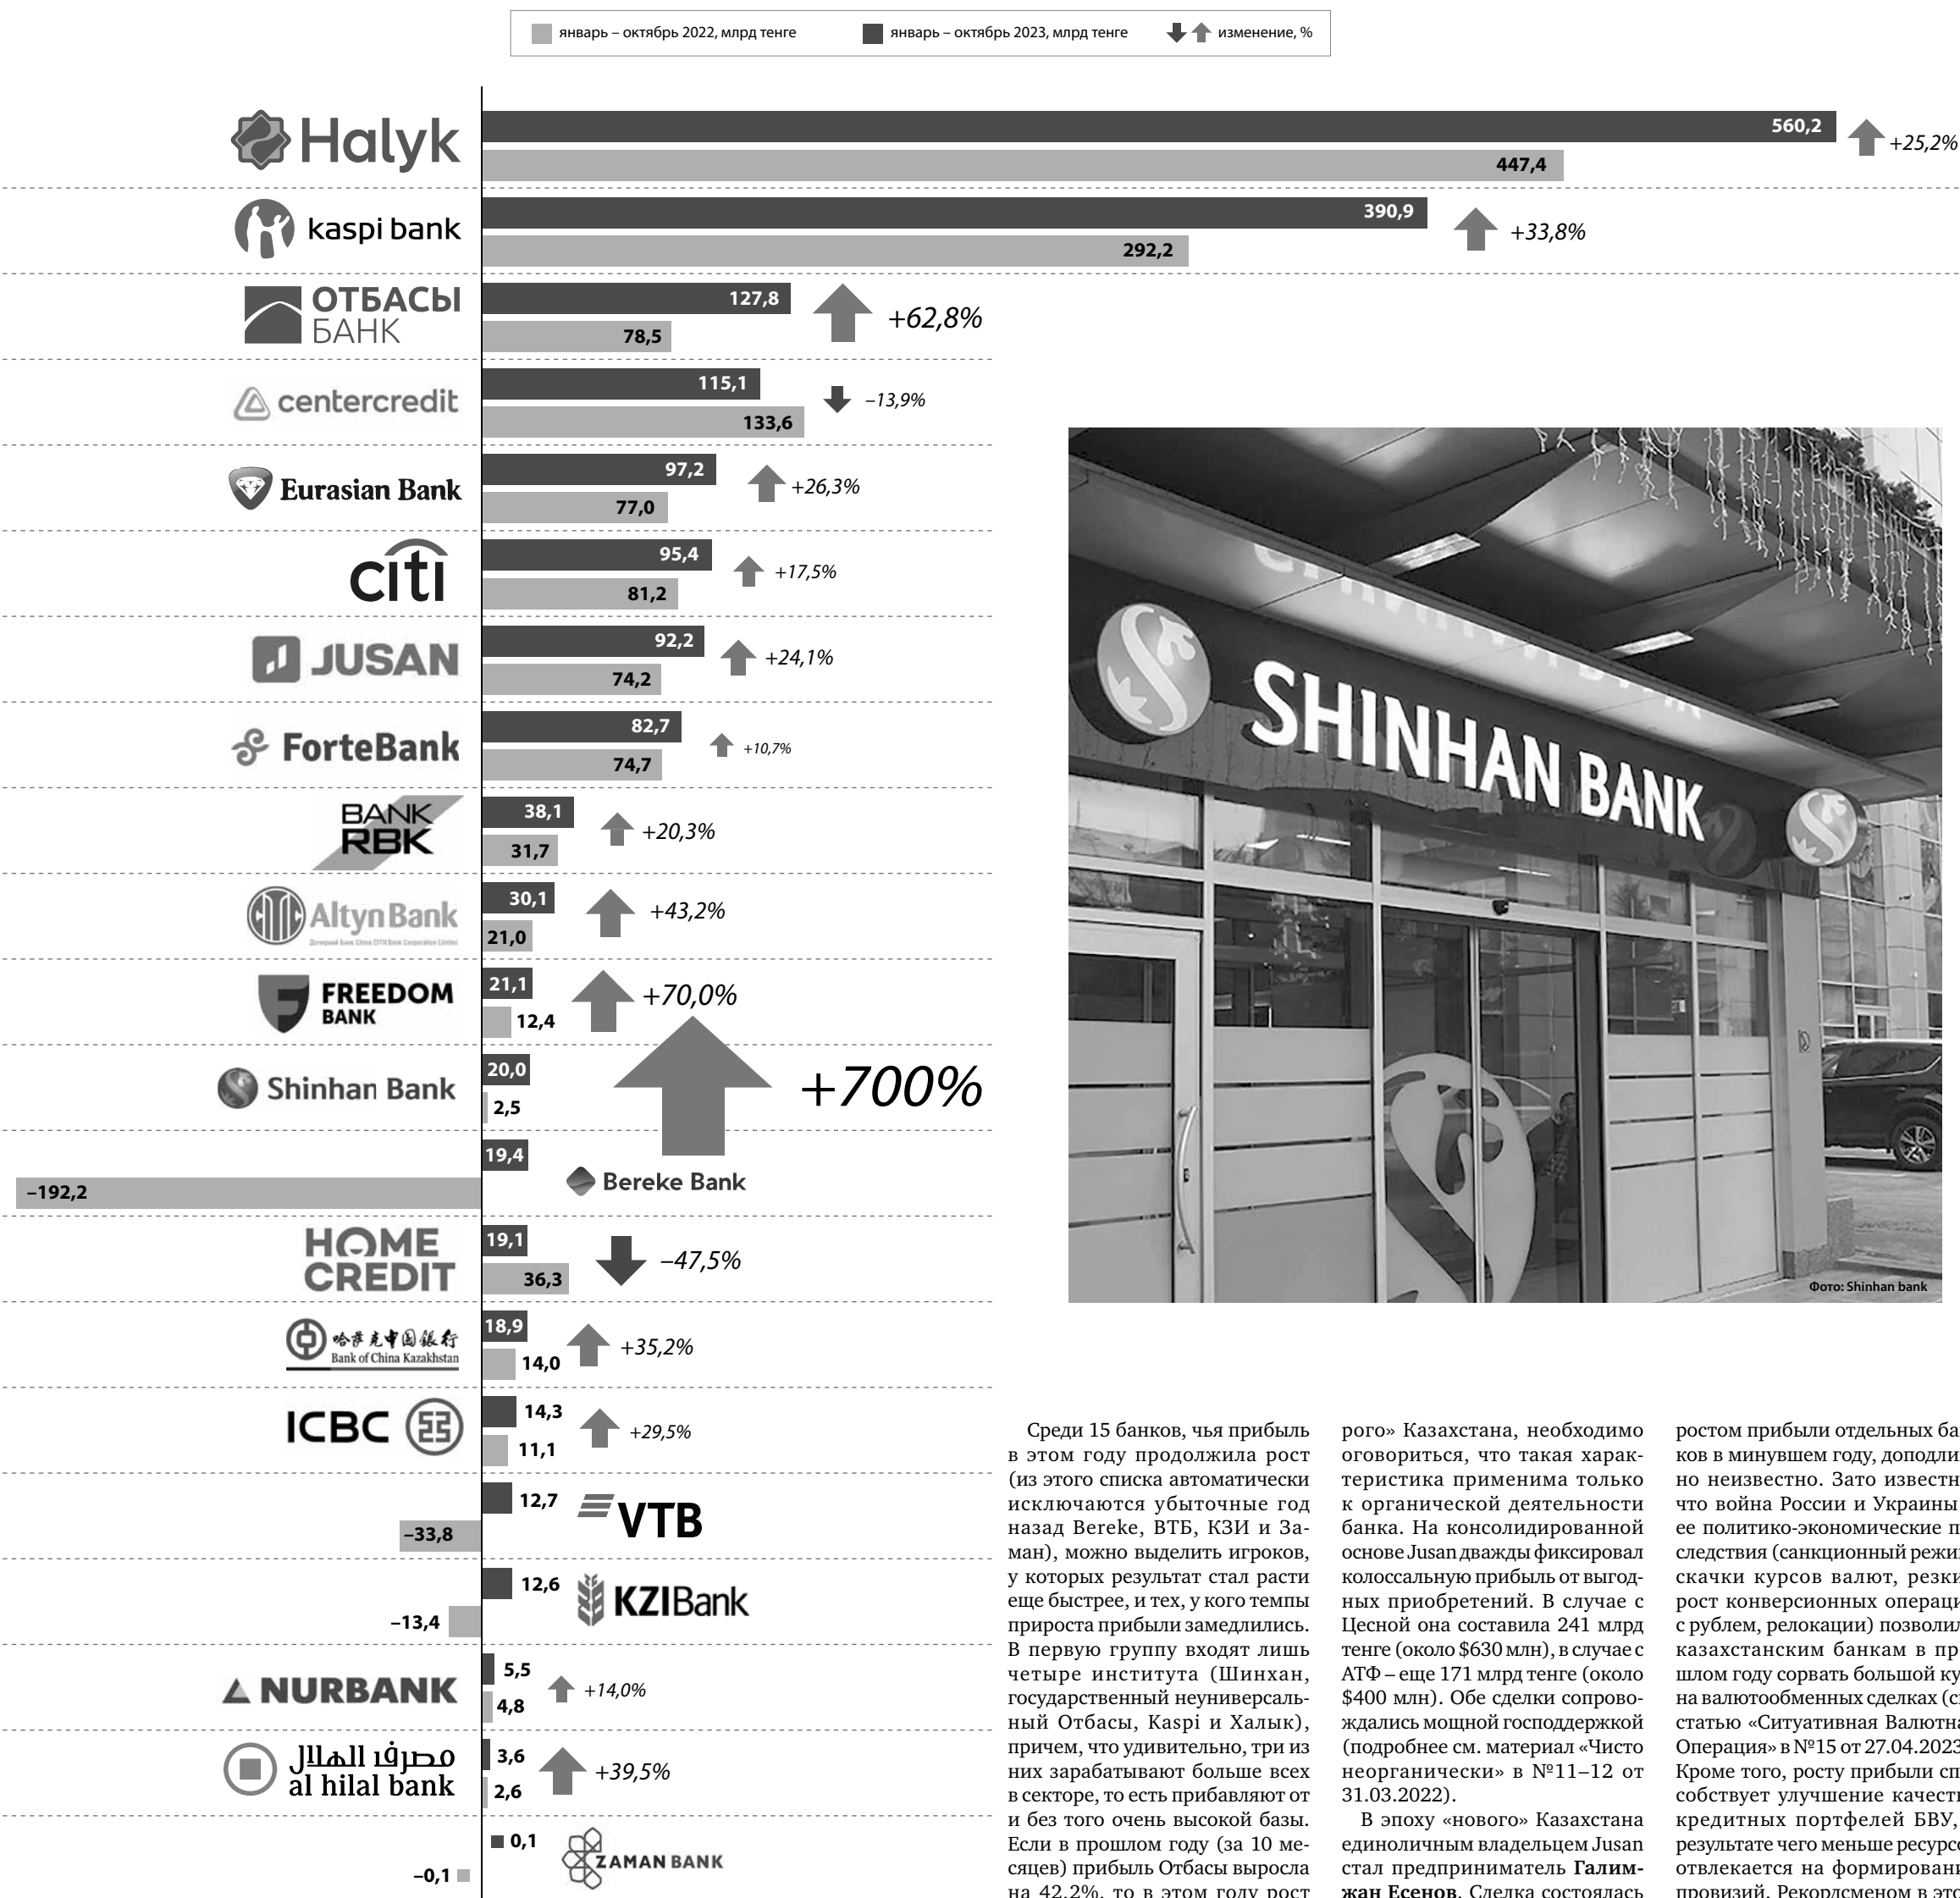 январь – октябрь 2022, млрд тенге
январь – октябрь 2023, млрд тенге
изменение, %
Halyk
560,2
+25,2%
447,4
kaspi bank
390,9
+33,8%
292,2
ОТБАСЫ
БАНК
127,8
+62,8%
78,5
centercredit
115,1
–13,9%
133,6
Eurasian Bank
97,2
+26,3%
77,0
citi
95,4
+17,5%
81,2
JUSAN
92,2
+24,1%
74,2
ForteBank
82,7
+10,7%
74,7
BANK
RBK
38,1
+20,3%
31,7
Altyn Bank
30,1
+43,2%
21,0
FREEDOM
BANK
21,1
+70,0%
12,4
Shinhan Bank
20,0
+700%
2,5
19,4
–192,2
Bereke Bank
HOME
CREDIT
19,1
–47,5%
36,3
哈萨克中国銀行
Bank of China Kazakhstan
18,9
+35,2%
14,0
ICBC
14,3
+29,5%
11,1
12,7
–33,8
VTB
12,6
–13,4
KZIBank
NURBANK
5,5
+14,0%
4,8
مصرف الهلال
al hilal bank
3,6
+39,5%
2,6
0,1
–0,1
ZAMAN BANK
SHINHAN BANK
Фото: Shinhan bank
Среди 15 банков, чья прибыль
в этом году продолжила рост
(из этого списка автоматически
исключаются убыточные год
назад Bereke, ВТБ, КЗИ и За-
ман), можно выделить игроков,
у которых результат стал расти
еще быстрее, и тех, у кого темпы
прироста прибыли замедлились.
В первую группу входят лишь
четыре института (Шинхан,
государственный неуниверсаль-
ный Отбасы, Kaspi и Халык),
причем, что удивительно, три из
них зарабатывают больше всех
в секторе, то есть прибавляют от
и без того очень высокой базы.
Если в прошлом году (за 10 ме-
сяцев) прибыль Отбасы выросла
на 42,2%, то в этом году рост
рого» Казахстана, необходимо
оговориться, что такая харак-
теристика применима только
к органической деятельности
банка. На консолидированной
основе Jusan дважды фиксировал
колоссальную прибыль от выгод-
ных приобретений. В случае с
Цесной она составила 241 млрд
тенге (около $630 млн), в случае с
АТФ – еще 171 млрд тенге (около
$400 млн). Обе сделки сопрово-
ждались мощной господдержкой
(подробнее см. материал «Чисто
неорганически» в №11–12 от
31.03.2022).
В эпоху «нового» Казахстана
единоличным владельцем Jusan
стал предприниматель Галим-
жан Есенов. Сделка состоялась
ростом прибыли отдельных ба
ков в минувшем году, доподли
но неизвестно. Зато известн
что война России и Украины
ее политико-экономические п
следствия (санкционный режи
скачки курсов валют, резки
рост конверсионных операци
с рублем, релокации) позволил
казахстанским банкам в пр
шлом году сорвать большой ку
на валютообменных сделках (с
статью «Ситуативная Валютна
Операция» в №15 от 27.04.2023
Кроме того, росту прибыли сп
собствует улучшение качест
кредитных портфелей БВУ,
результате чего меньше ресурсо
отвлекается на формировани
провизий. Рекордсменом в эт